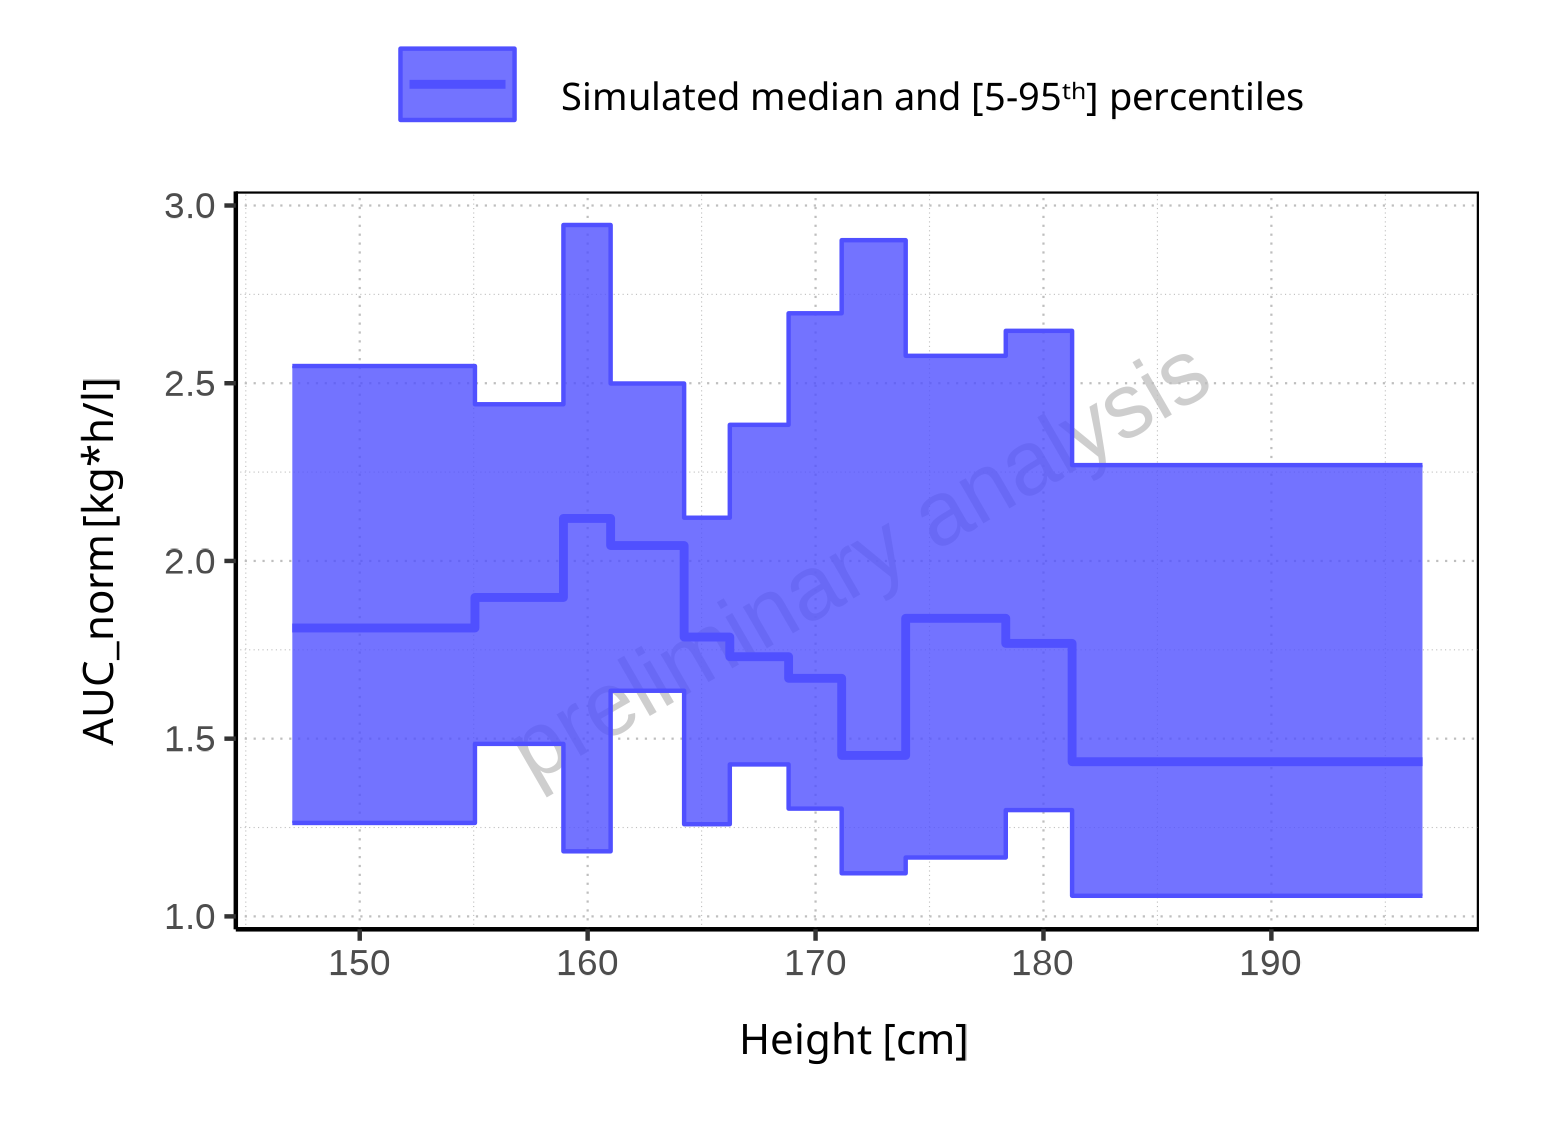 Simulated median and [5-95ᵗʰ] percentiles
3.0
2.5
2.0
1.5
1.0
AUC_norm [kg*h/l]
preliminary analysis
150 160 170 180 190
Height [cm]